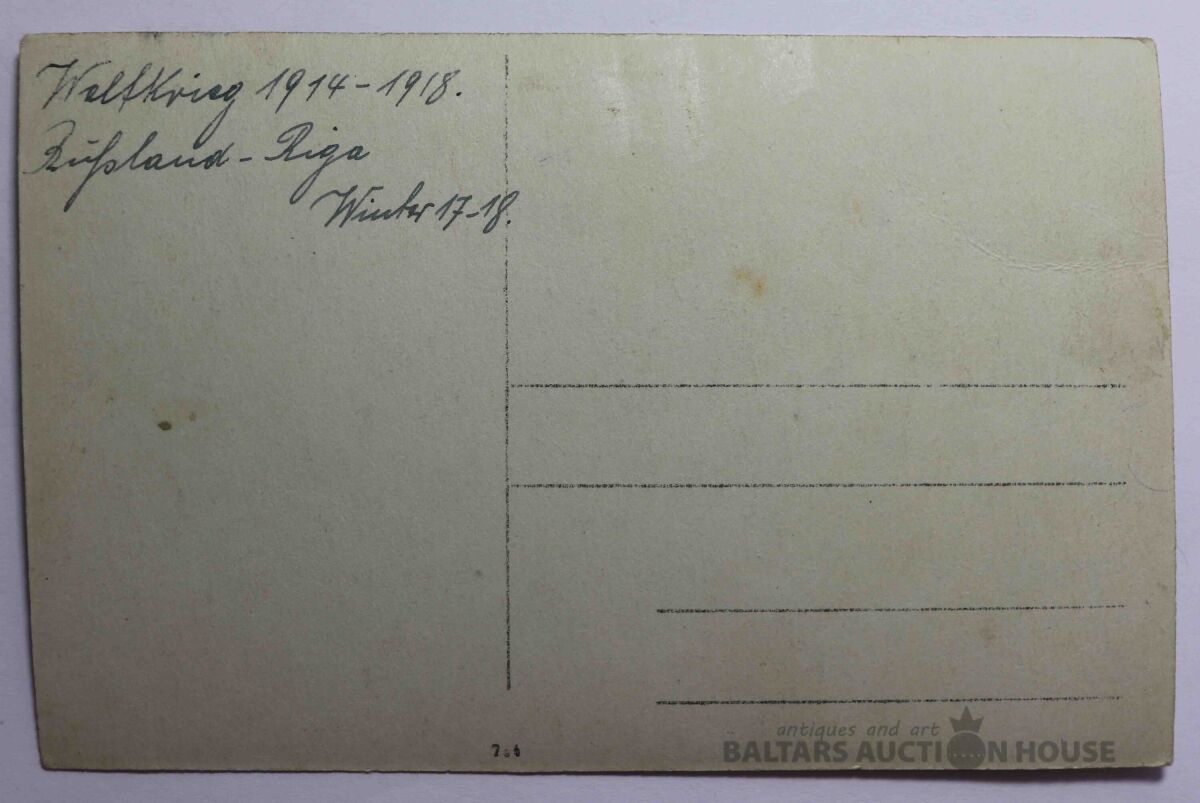 Weltkrieg 1914-1918.
Rußland - Riga
Winter 17-18.
antiques and art
BALTARS AUCTION HOUSE